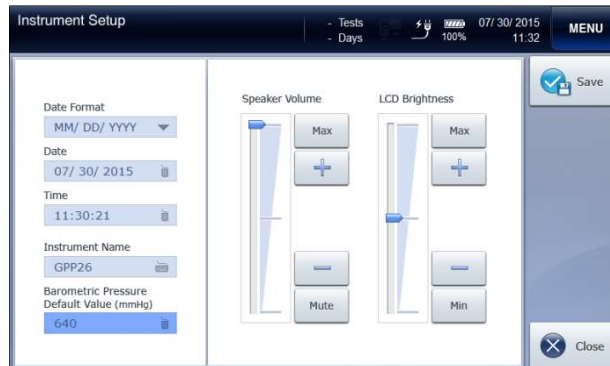 Instrument Setup
- Tests
- Days
100%
07/ 30/ 2015
11:32
MENU
Save
Date Format
MM/ DD/ YYYY
Date
07/ 30/ 2015
Time
11:30:21
Instrument Name
GPP26
Barometric Pressure
Default Value (mmHg)
640
Speaker Volume
Max
Mute
LCD Brightness
Max
Min
Close